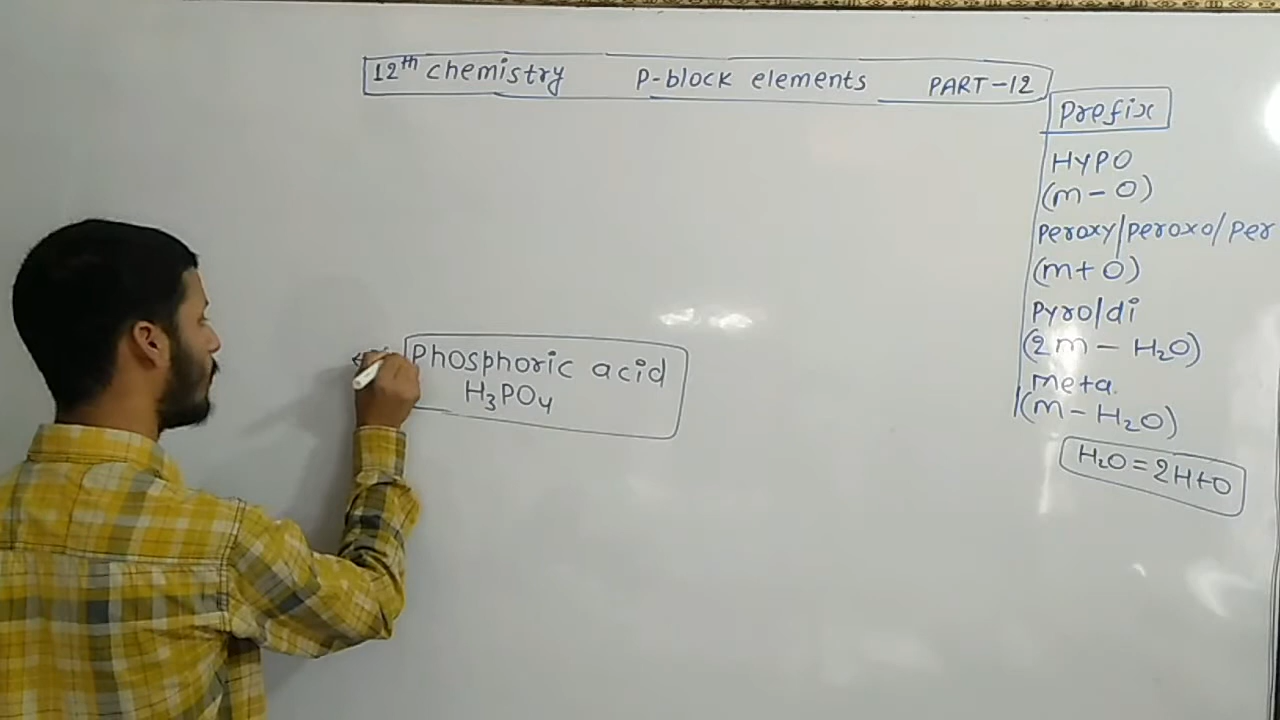 12th chemistry P-block elements PART-12
Prefix
HYPO
(m-O)
Peroxy/Peroxo/Per
(m+O)
Pyro/di
(2m - H2O)
meta.
(m-H2O)
H2O = 2H+O
Phosphoric acid
H3PO4